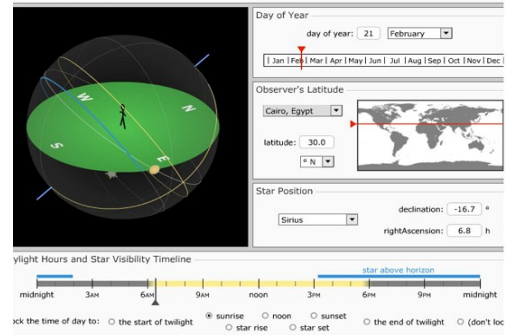 Day of Year
day of year: 21 February
Jan Feb Mar Apr May Jun Jul Aug Sep Oct Nov Dec
Observer's Latitude
Cairo, Egypt
latitude: 30.0
° N
W
N
S
E
Star Position
Sirius
declination: -16.7 °
rightAscension: 6.8 h
ylight Hours and Star Visibility Timeline
star above horizon
midnight 3AM 6AM 9AM noon 3PM 6PM 9PM midnight
ock the time of day to: the start of twilight sunrise noon sunset the end of twilight (don't loc
star rise star set